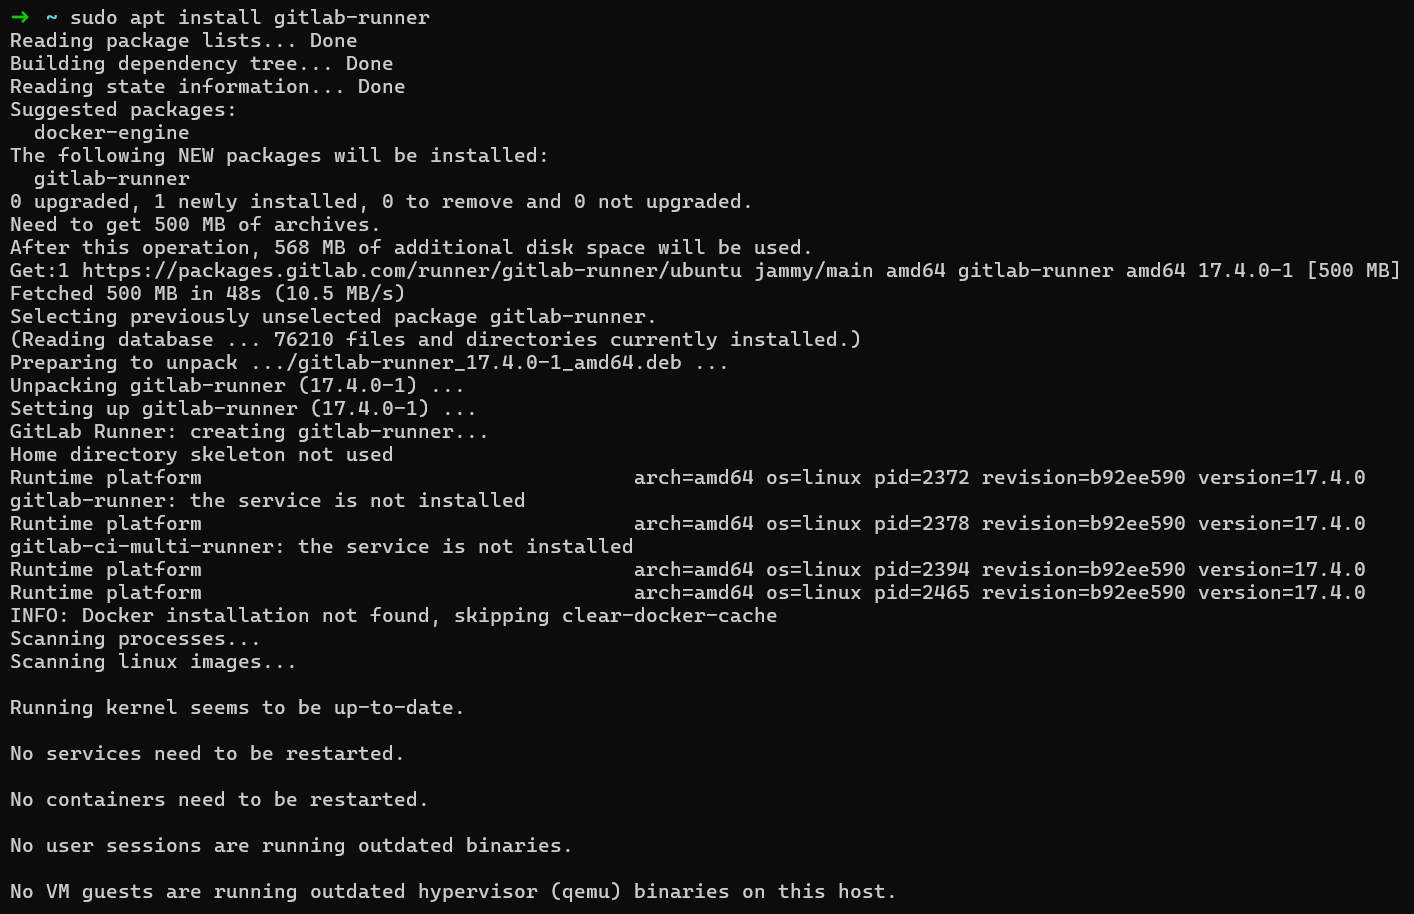 → ~ sudo apt install gitlab-runner
Reading package lists... Done
Building dependency tree... Done
Reading state information... Done
Suggested packages:
  docker-engine
The following NEW packages will be installed:
  gitlab-runner
0 upgraded, 1 newly installed, 0 to remove and 0 not upgraded.
Need to get 500 MB of archives.
After this operation, 568 MB of additional disk space will be used.
Get:1 https://packages.gitlab.com/runner/gitlab-runner/ubuntu jammy/main amd64 gitlab-runner amd64 17.4.0-1 [500 MB]
Fetched 500 MB in 48s (10.5 MB/s)
Selecting previously unselected package gitlab-runner.
(Reading database ... 76210 files and directories currently installed.)
Preparing to unpack .../gitlab-runner_17.4.0-1_amd64.deb ...
Unpacking gitlab-runner (17.4.0-1) ...
Setting up gitlab-runner (17.4.0-1) ...
GitLab Runner: creating gitlab-runner...
Home directory skeleton not used
Runtime platform                                    arch=amd64 os=linux pid=2372 revision=b92ee590 version=17.4.0
gitlab-runner: the service is not installed
Runtime platform                                    arch=amd64 os=linux pid=2378 revision=b92ee590 version=17.4.0
gitlab-ci-multi-runner: the service is not installed
Runtime platform                                    arch=amd64 os=linux pid=2394 revision=b92ee590 version=17.4.0
Runtime platform                                    arch=amd64 os=linux pid=2465 revision=b92ee590 version=17.4.0
INFO: Docker installation not found, skipping clear-docker-cache
Scanning processes...
Scanning linux images...

Running kernel seems to be up-to-date.

No services need to be restarted.

No containers need to be restarted.

No user sessions are running outdated binaries.

No VM guests are running outdated hypervisor (qemu) binaries on this host.